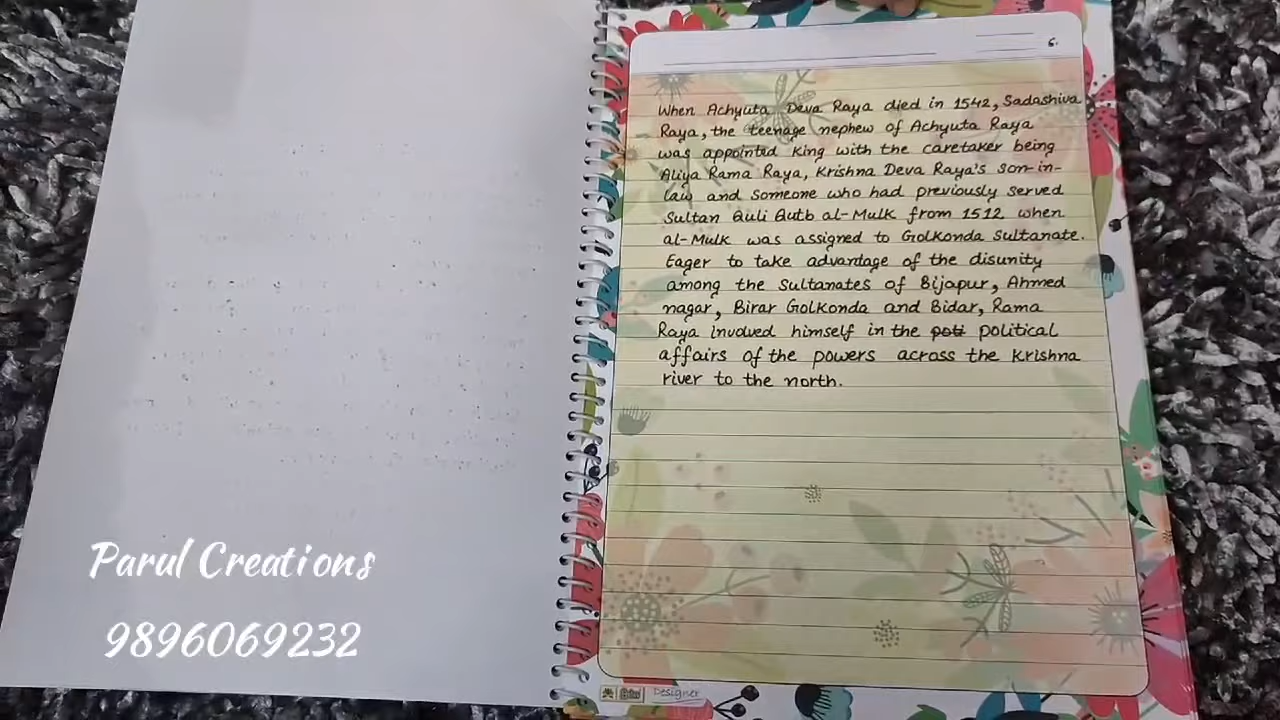 6.
When Achyuta Deva Raya died in 1542, Sadashiva
Raya, the teenage nephew of Achyuta Raya
was appointed King with the caretaker being
Aliya Rama Raya, Krishna Deva Raya's son-in-
law and someone who had previously served
Sultan Quli Qutb al-Mulk from 1512 when
al-Mulk was assigned to Golkonda Sultanate.
Eager to take advantage of the disunity
among the sultanates of Bijapur, Ahmed
nagar, Birar Golkonda and Bidar, Rama
Raya involved himself in the poti political
affairs of the powers across the Krishna
river to the north.
Parul Creations
9896069232
Designer